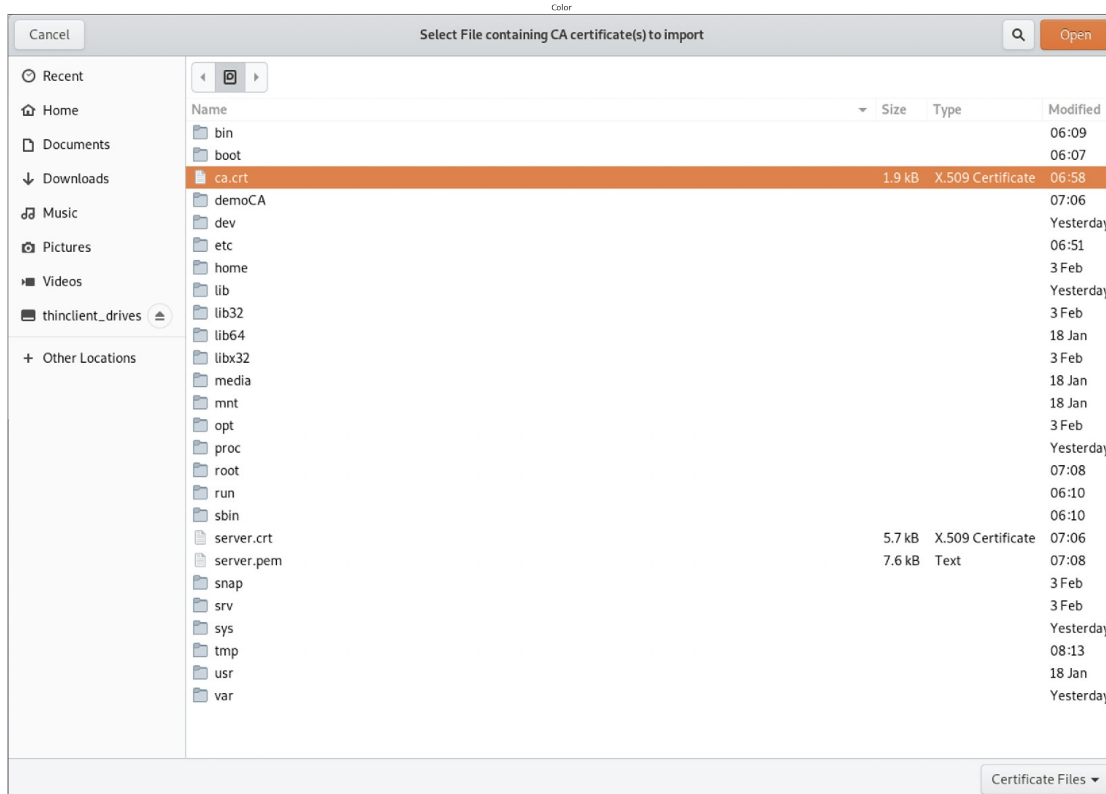 Color
Cancel Select File containing CA certificate(s) to import Open
Recent
Home
Documents
Downloads
Music
Pictures
Videos
thinclient_drives
+ Other Locations
Name Size Type Modified
bin 06:09
boot 06:07
ca.crt 1.9 kB X.509 Certificate 06:58
demoCA 07:06
dev Yesterday
etc 06:51
home 3 Feb
lib Yesterday
lib32 3 Feb
lib64 18 Jan
libx32 3 Feb
media 18 Jan
mnt 18 Jan
opt 3 Feb
proc Yesterday
root 07:08
run 06:10
sbin 06:10
server.crt 5.7 kB X.509 Certificate 07:06
server.pem 7.6 kB Text 07:08
snap 3 Feb
srv 3 Feb
sys Yesterday
tmp 08:13
usr 18 Jan
var Yesterday
Certificate Files